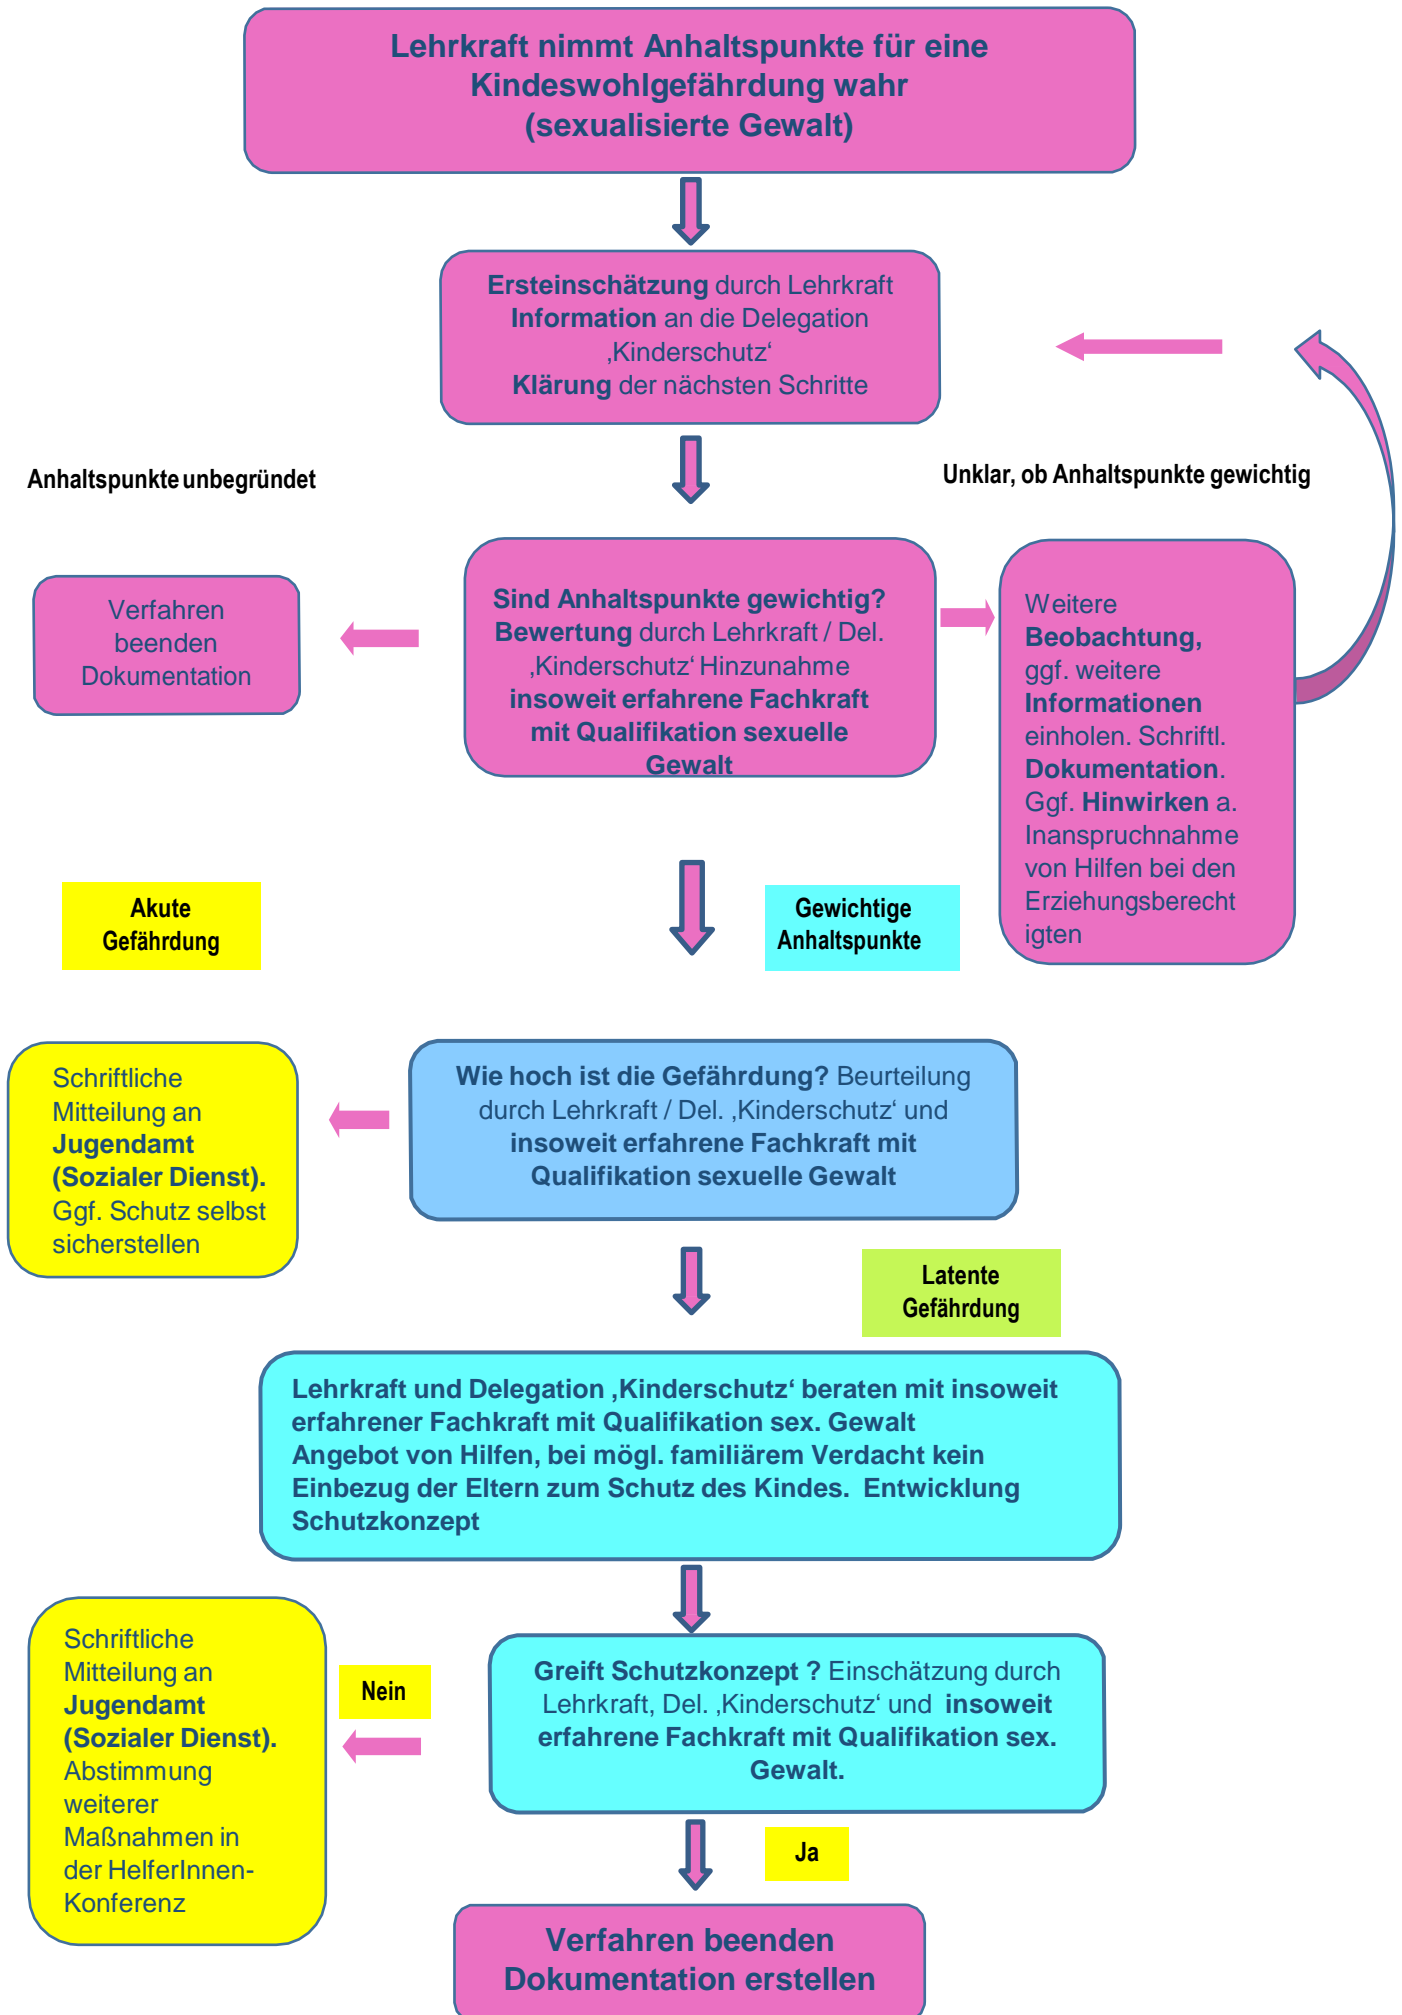 Lehrkraft nimmt Anhaltspunkte für eine
Kindeswohlgefährdung wahr
(sexualisierte Gewalt)
Ersteinschätzung durch Lehrkraft
Information an die Delegation
‚Kinderschutz‘
Klärung der nächsten Schritte
Anhaltspunkte unbegründet
Unklar, ob Anhaltspunkte gewichtig
Verfahren
beenden
Dokumentation
Sind Anhaltspunkte gewichtig?
Bewertung durch Lehrkraft / Del.
‚Kinderschutz‘ Hinzunahme
insoweit erfahrene Fachkraft
mit Qualifikation sexuelle
Gewalt
Weitere
Beobachtung,
ggf. weitere
Informationen
einholen. Schriftl.
Dokumentation.
Ggf. Hinwirken a.
Inanspruchnahme
von Hilfen bei den
Erziehungsberecht
igten
Akute
Gefährdung
Gewichtige
Anhaltspunkte
Schriftliche
Mitteilung an
Jugendamt
(Sozialer Dienst).
Ggf. Schutz selbst
sicherstellen
Wie hoch ist die Gefährdung? Beurteilung
durch Lehrkraft / Del. ‚Kinderschutz‘ und
insoweit erfahrene Fachkraft mit
Qualifikation sexuelle Gewalt
Latente
Gefährdung
Lehrkraft und Delegation ‚Kinderschutz‘ beraten mit insoweit
erfahrener Fachkraft mit Qualifikation sex. Gewalt
Angebot von Hilfen, bei mögl. familiärem Verdacht kein
Einbezug der Eltern zum Schutz des Kindes. Entwicklung
Schutzkonzept
Schriftliche
Mitteilung an
Jugendamt
(Sozialer Dienst).
Abstimmung
weiterer
Maßnahmen in
der HelferInnen-
Konferenz
Nein
Greift Schutzkonzept ? Einschätzung durch
Lehrkraft, Del. ‚Kinderschutz‘ und insoweit
erfahrene Fachkraft mit Qualifikation sex.
Gewalt.
Ja
Verfahren beenden
Dokumentation erstellen